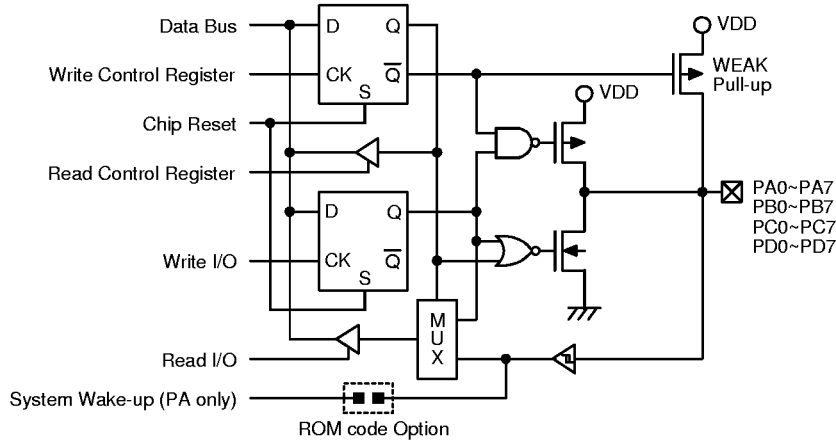 Data Bus
D
Q
VDD
Write Control Register
CK
Q
WEAK
Pull-up
S
VDD
Chip Reset
Read Control Register
D
Q
PA0~PA7
PB0~PB7
PC0~PC7
PD0~PD7
Write I/O
CK
Q
S
M
U
X
Read I/O
System Wake-up (PA only)
ROM code Option